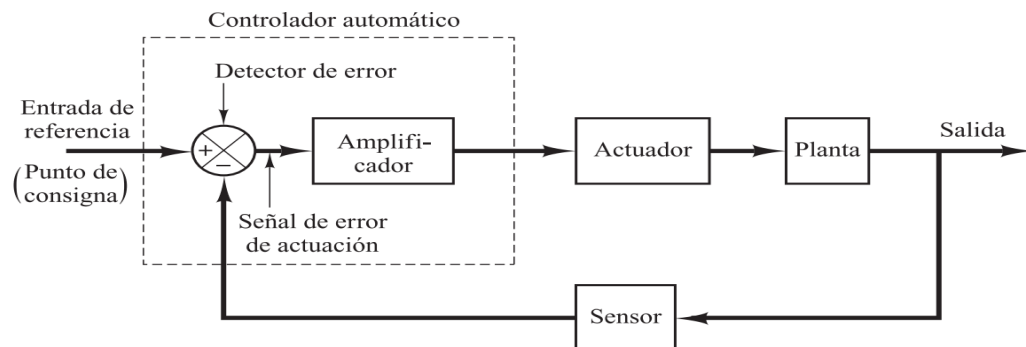 Controlador automático
Detector de error
Entrada de
referencia
(Punto de
consigna)
+
−
Señal de error
de actuación
Amplifi-
cador
Actuador
Planta
Salida
Sensor